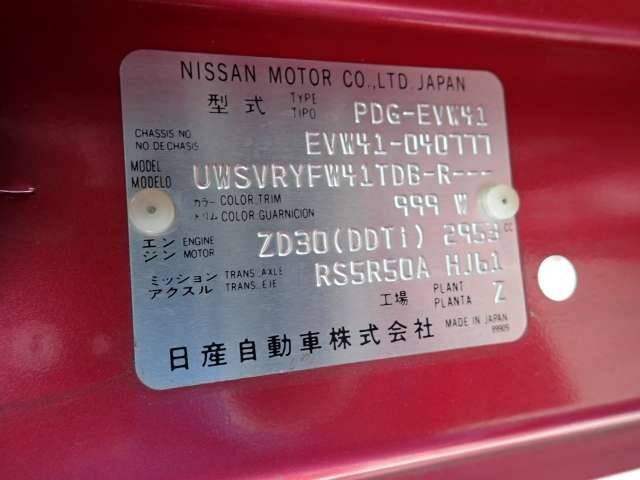 NISSAN MOTOR CO.,LTD. JAPAN
型式 TYPE TIPO PDG-EVW41
CHASSIS NO. NO.DE CHASIS EVW41-040777
MODEL MODELO UWSVRYFW41TDB-R---
カラー COLOR,TRIM
トリム COLOR.GUARNICION 999 W
エンジン ENGINE MOTOR ZD30(DDTi) 2953 CC
ミッション TRANS.,AXLE
アクスル TRANS.,EJE RS5R50A HJ61
工場 PLANT PLANTA Z
日産自動車株式会社 MADE IN JAPAN
99909